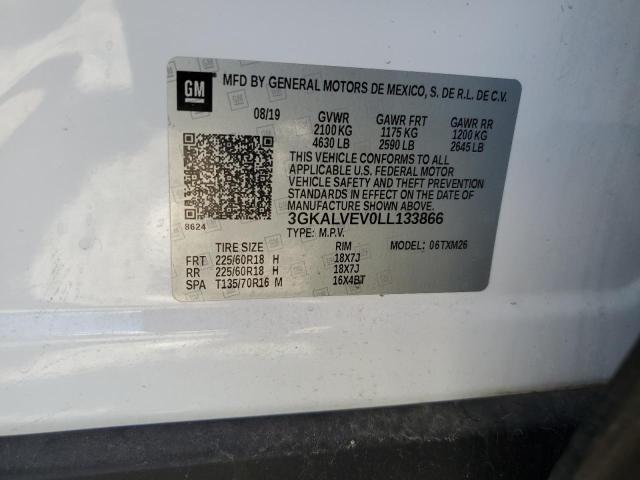 GM
MFD BY GENERAL MOTORS DE MEXICO, S. DE R.L. DE C.V.
08/19 GVWR GAWR FRT GAWR RR
2100 KG 1175 KG 1200 KG
4630 LB 2590 LB 2645 LB
THIS VEHICLE CONFORMS TO ALL
APPLICABLE U.S. FEDERAL MOTOR
VEHICLE SAFETY AND THEFT PREVENTION
STANDARDS IN EFFECT ON THE DATE OF
MANUFACTURE SHOWN ABOVE.
8624 3GKALVEV0LL133866
TYPE: M.P.V.
TIRE SIZE RIM MODEL: 06TXM26
FRT 225/60R18 H 18X7J
RR 225/60R18 H 18X7J
SPA T135/70R16 M 16X4BT